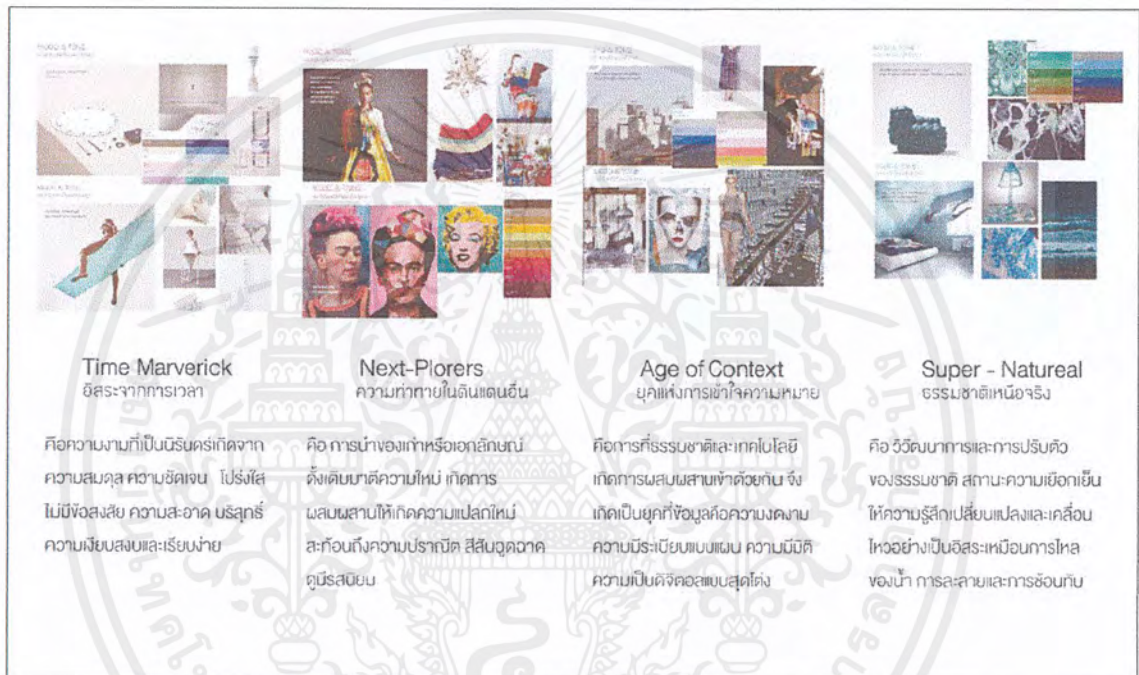 MOOD & TONE
MOOD & TONE
MOOD & TONE
MOOD & TONE
MOOD & TONE
Time Marverick
อิสระจากการเวลา
คือความงามที่เป็นนิรันดร์เกิดจาก
ความสมดุล ความชัดเจน โปร่งใส
ไม่มีข้อสงสัย ความสะอาด บริสุทธิ์
ความเงียบสงบและเรียบง่าย
Next-Plorers
ความท้าทายในดินแดนอื่น
คือ การนำของเก่าหรือเอกลักษณ์
ดั้งเดิมมาตีความใหม่ เกิดการ
ผสมผสานให้เกิดความแปลกใหม่
สะท้อนถึงความปราณีต สีสันฉูดฉาด
ดูมีรสนิยม
Age of Context
ยุคแห่งการเข้าใจความหมาย
คือการที่ธรรมชาติและเทคโนโลยี
เกิดการผสมผสานเข้าด้วยกัน จึง
เกิดเป็นยุคที่ข้อมูลคือความงดงาม
ความมีระเบียบแบบแผน ความมีมิติ
ความเป็นดิจิตอลแบบสุดโต่ง
Super - Natureal
ธรรมชาติเหนือจริง
คือ วิวัฒนาการและการปรับตัว
ของธรรมชาติ สถานะความเยือกเย็น
ให้ความรู้สึกเปลี่ยนแปลงและเคลื่อน
ไหวอย่างเป็นอิสระเหมือนการไหล
ของน้ำ การละลายและการซ้อนทับ